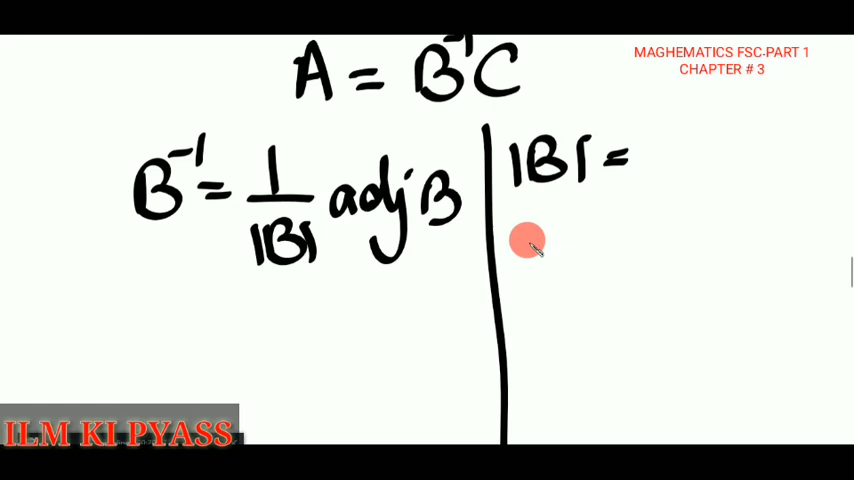 A = B⁻¹C
MAGHEMATICS FSC-PART 1
CHAPTER # 3
B⁻¹ = 1/|B| adj B
|B| =
ILM KI PYASS